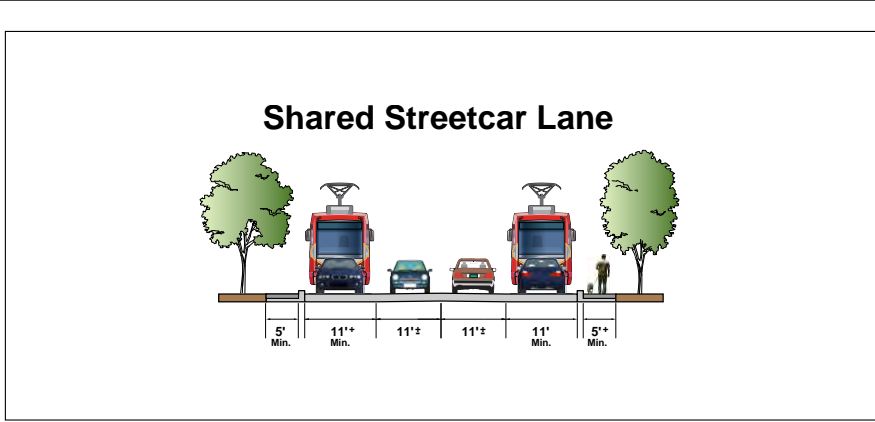 Shared Streetcar Lane
5' 11'+ 11'± 11'± 11' 5'+
Min. Min. Min. Min.